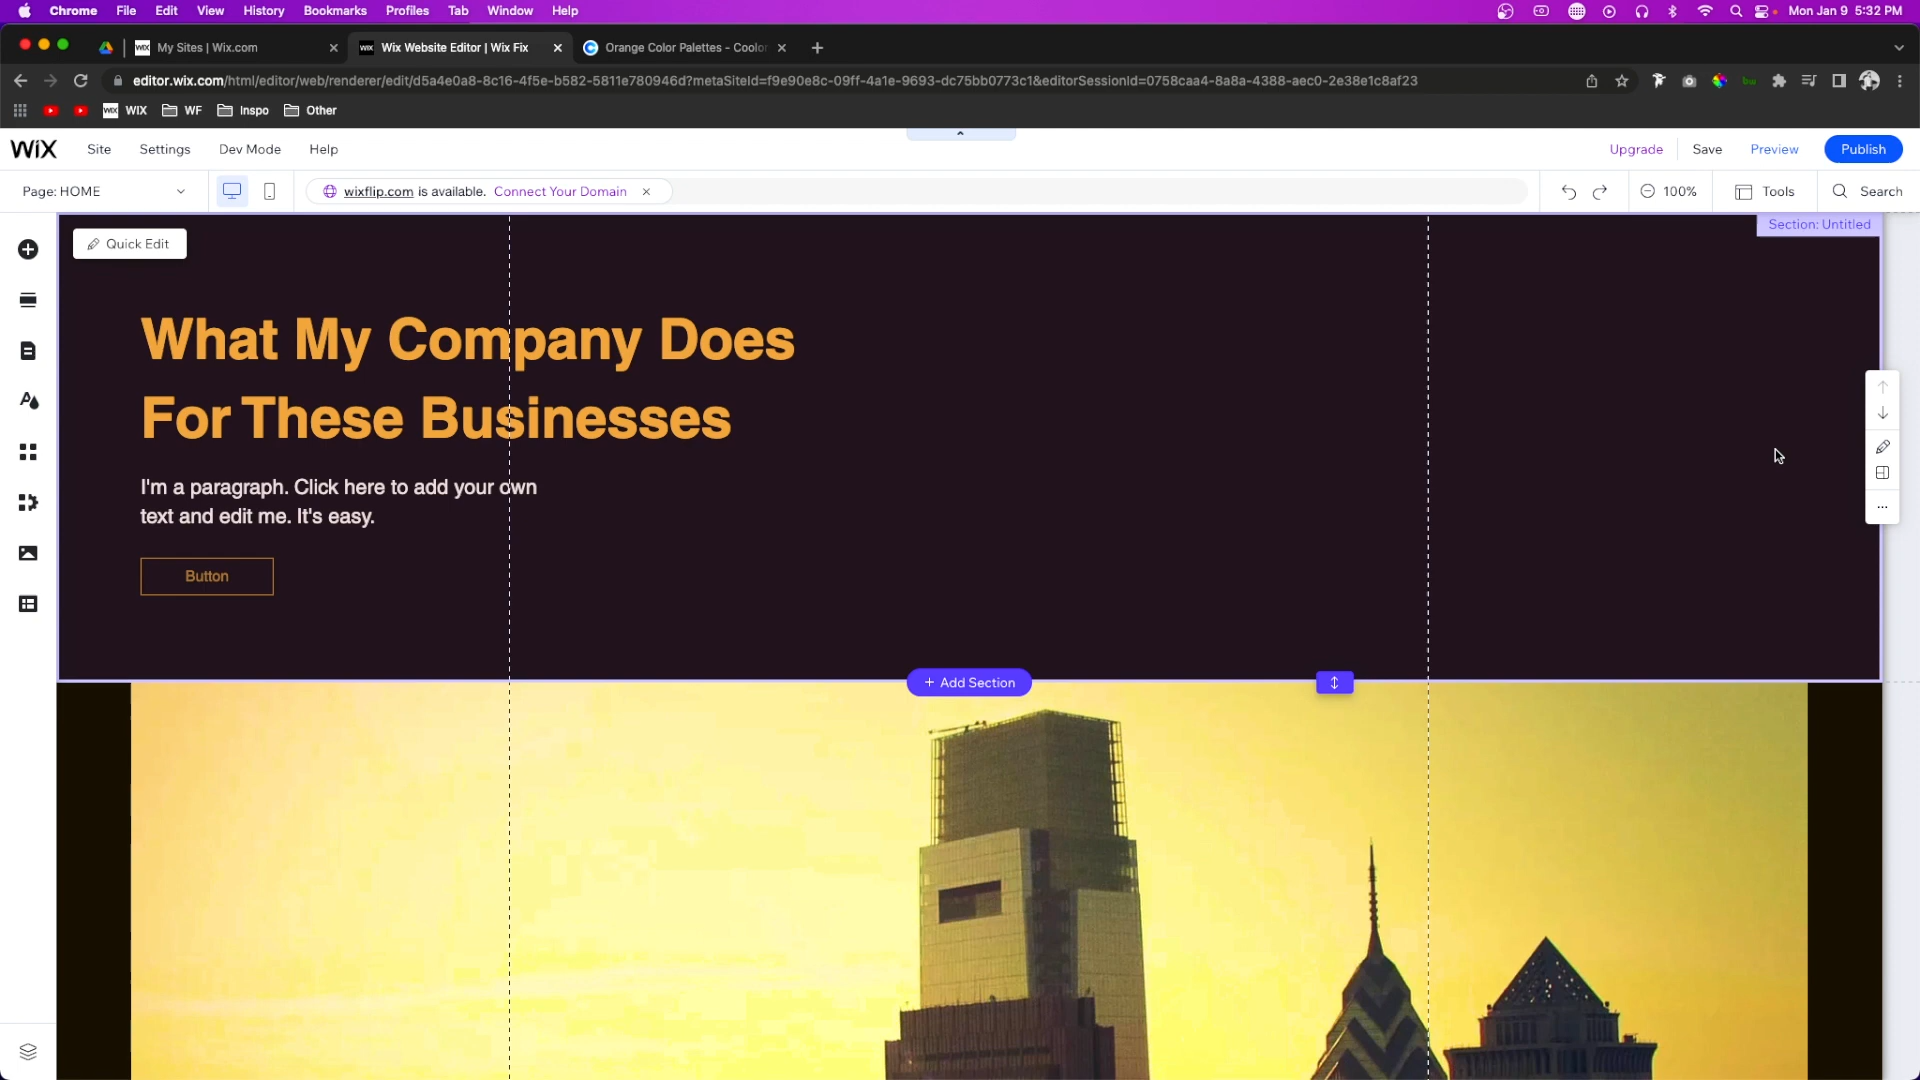 Chrome File Edit View History Bookmarks Profiles Tab Window Help Mon Jan 9 5:32 PM
My Sites | Wix.com Wix Website Editor | Wix Fix Orange Color Palettes - Coolor
editor.wix.com/html/editor/web/renderer/edit/d5a4e0a8-8c16-4f5e-b582-5811e780946d?metaSiteId=f9e90e8c-09ff-4a1e-9693-dc75bb0773c1&editorSessionId=0758caa4-8a8a-4388-aec0-2e38e1c8af23
WIX WF Inspo Other
WiX Site Settings Dev Mode Help Upgrade Save Preview Publish
Page: HOME wixflip.com is available. Connect Your Domain 100% Tools Search
Section: Untitled
Quick Edit
What My Company Does
For These Businesses
I'm a paragraph. Click here to add your own
text and edit me. It's easy.
Button
+ Add Section